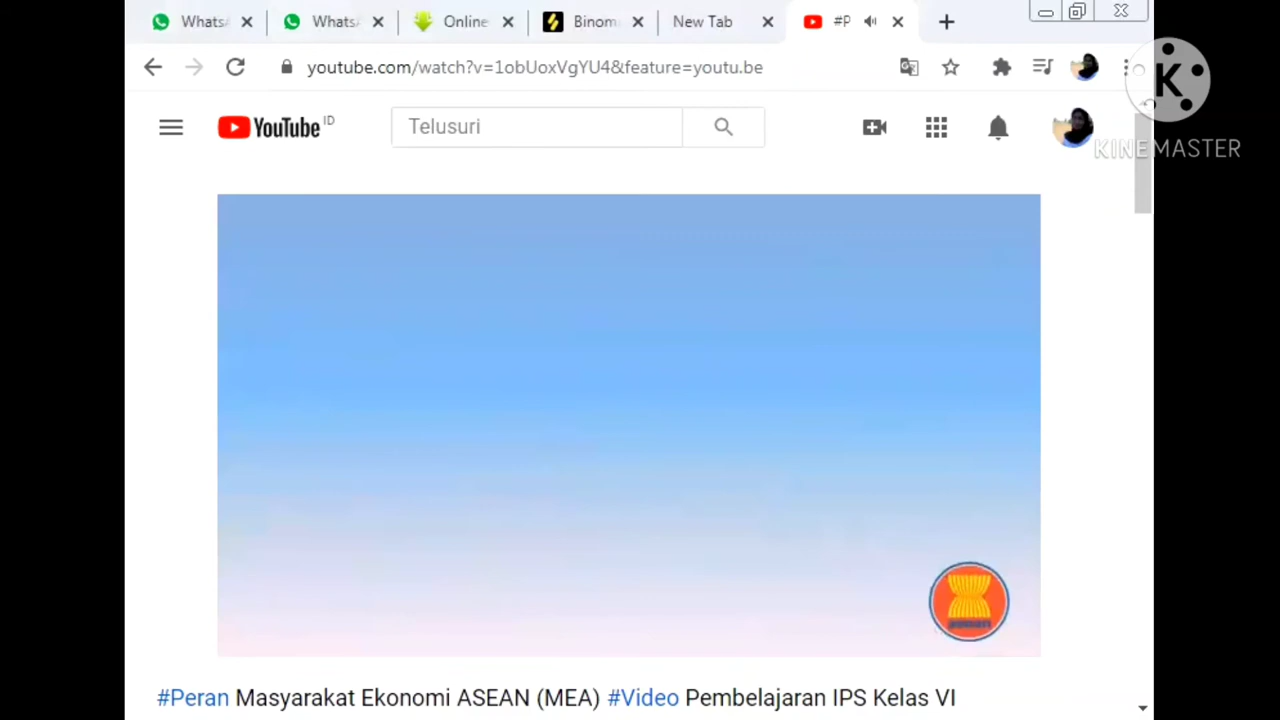 Whats
Whats
Online
Binom
New Tab
#P
youtube.com/watch?v=1obUoxVgYU4&feature=youtu.be
YouTube ID
Telusuri
K
KINEMASTER
#Peran Masyarakat Ekonomi ASEAN (MEA) #Video Pembelajaran IPS Kelas VI